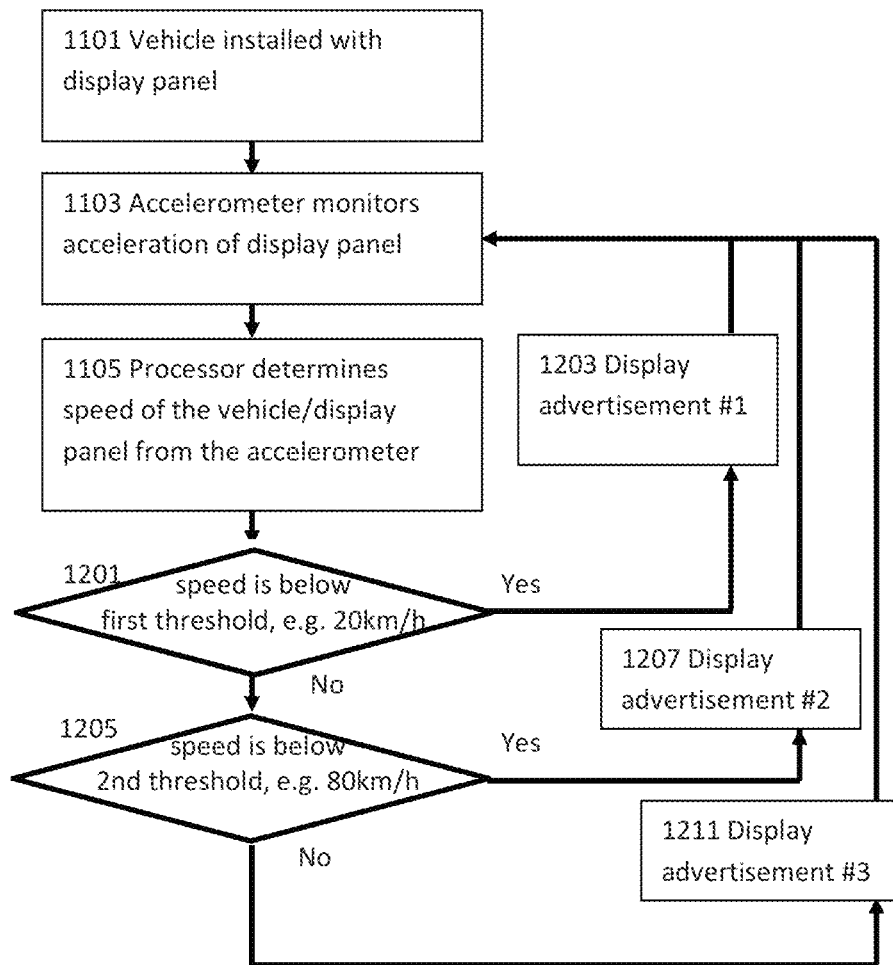 1101 Vehicle installed with
display panel
1103 Accelerometer monitors
acceleration of display panel
1105 Processor determines
speed of the vehicle/display
panel from the accelerometer
1203 Display
advertisement #1
1201
speed is below
first threshold, e.g. 20km/h
Yes
No
1207 Display
advertisement #2
1205
speed is below
2nd threshold, e.g. 80km/h
Yes
No
1211 Display
advertisement #3